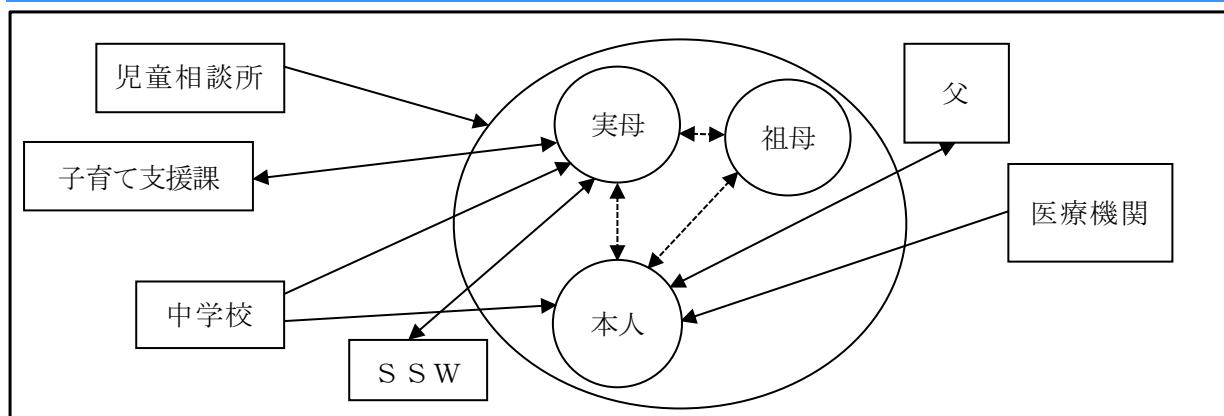 児童相談所
実母
祖母
父
子育て支援課
医療機関
中学校
本人
ＳＳＷ